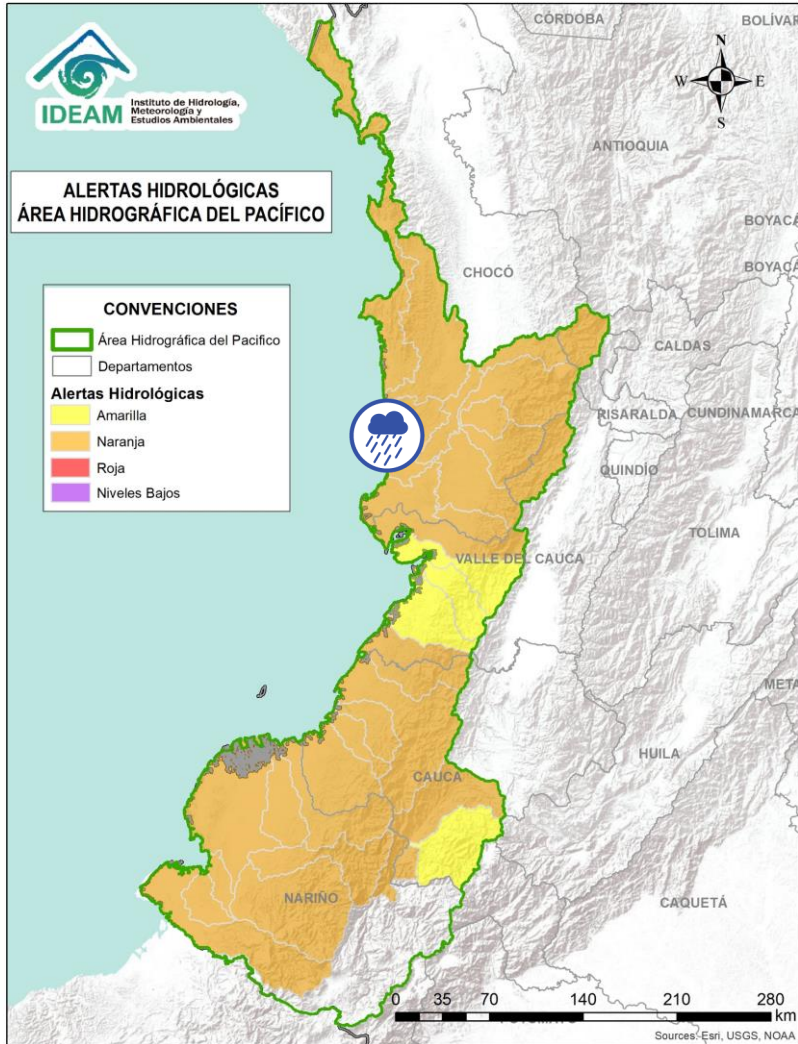 IDEAM
Instituto de Hidrología,
Meteorología y
Estudios Ambientales
ALERTAS HIDROLÓGICAS
ÁREA HIDROGRÁFICA DEL PACÍFICO
CONVENCIONES
Área Hidrográfica del Pacifico
Departamentos
Alertas Hidrológicas
Amarilla
Naranja
Roja
Niveles Bajos
N
W E
S
CÓRDOBA
BOLÍVAR
ANTIOQUIA
BOYACÁ
CHOCÓ
BOYACÁ
CALDAS
RISARALDA
CUNDINAMARCA
QUINDÍO
TOLIMA
VALLE DEL CAUCA
META
HUILA
CAUCA
NARIÑO
CAQUETÁ
0 35 70 140 210 280
km
Sources: Esri, USGS, NOAA